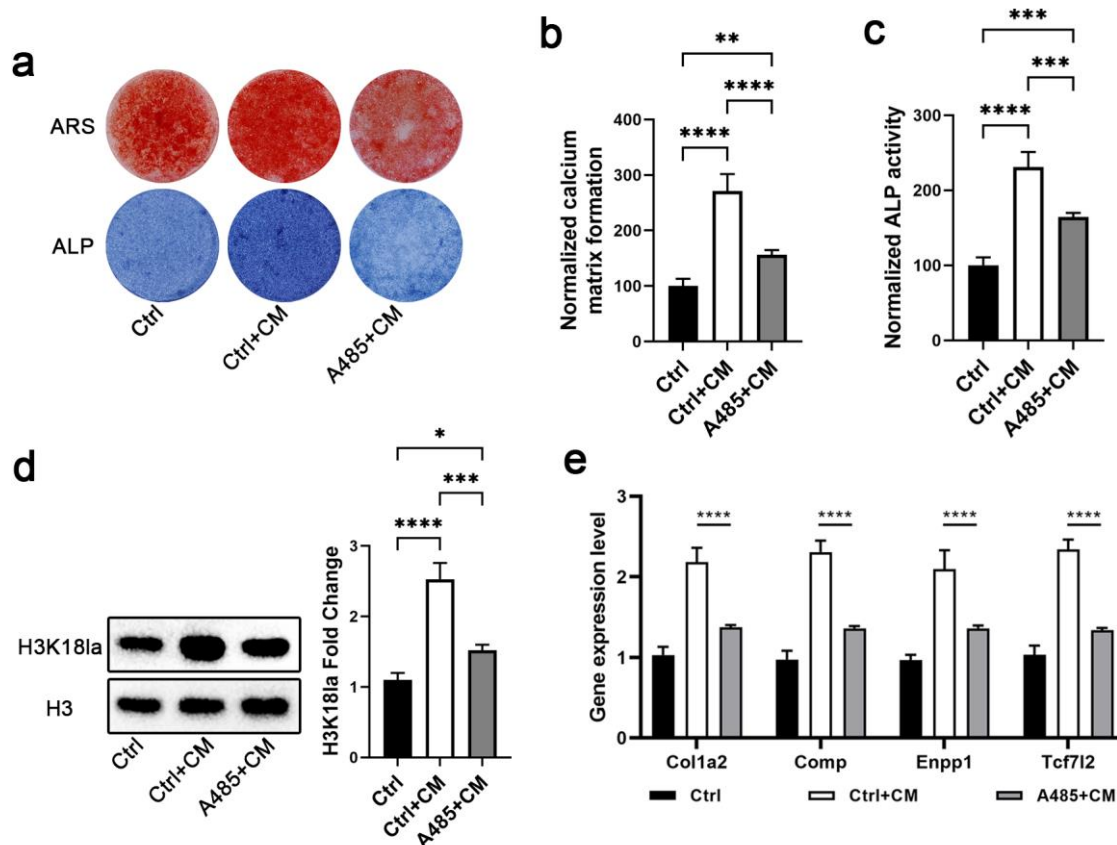 a
ARS
ALP
Ctrl
Ctrl+CM
A485+CM
b
**
****
****
Normalized calcium
matrix formation
400
300
200
100
0
Ctrl
Ctrl+CM
A485+CM
c
***
***
****
Normalized ALP activity
300
200
100
0
Ctrl
Ctrl+CM
A485+CM
d
H3K18la
H3
Ctrl
Ctrl+CM
A485+CM
*
***
****
H3K18la Fold Change
3
2
1
0
Ctrl
Ctrl+CM
A485+CM
e
Gene expression level
3
2
1
0
****
****
****
****
Col1a2
Comp
Enpp1
Tcf7l2
Ctrl
Ctrl+CM
A485+CM